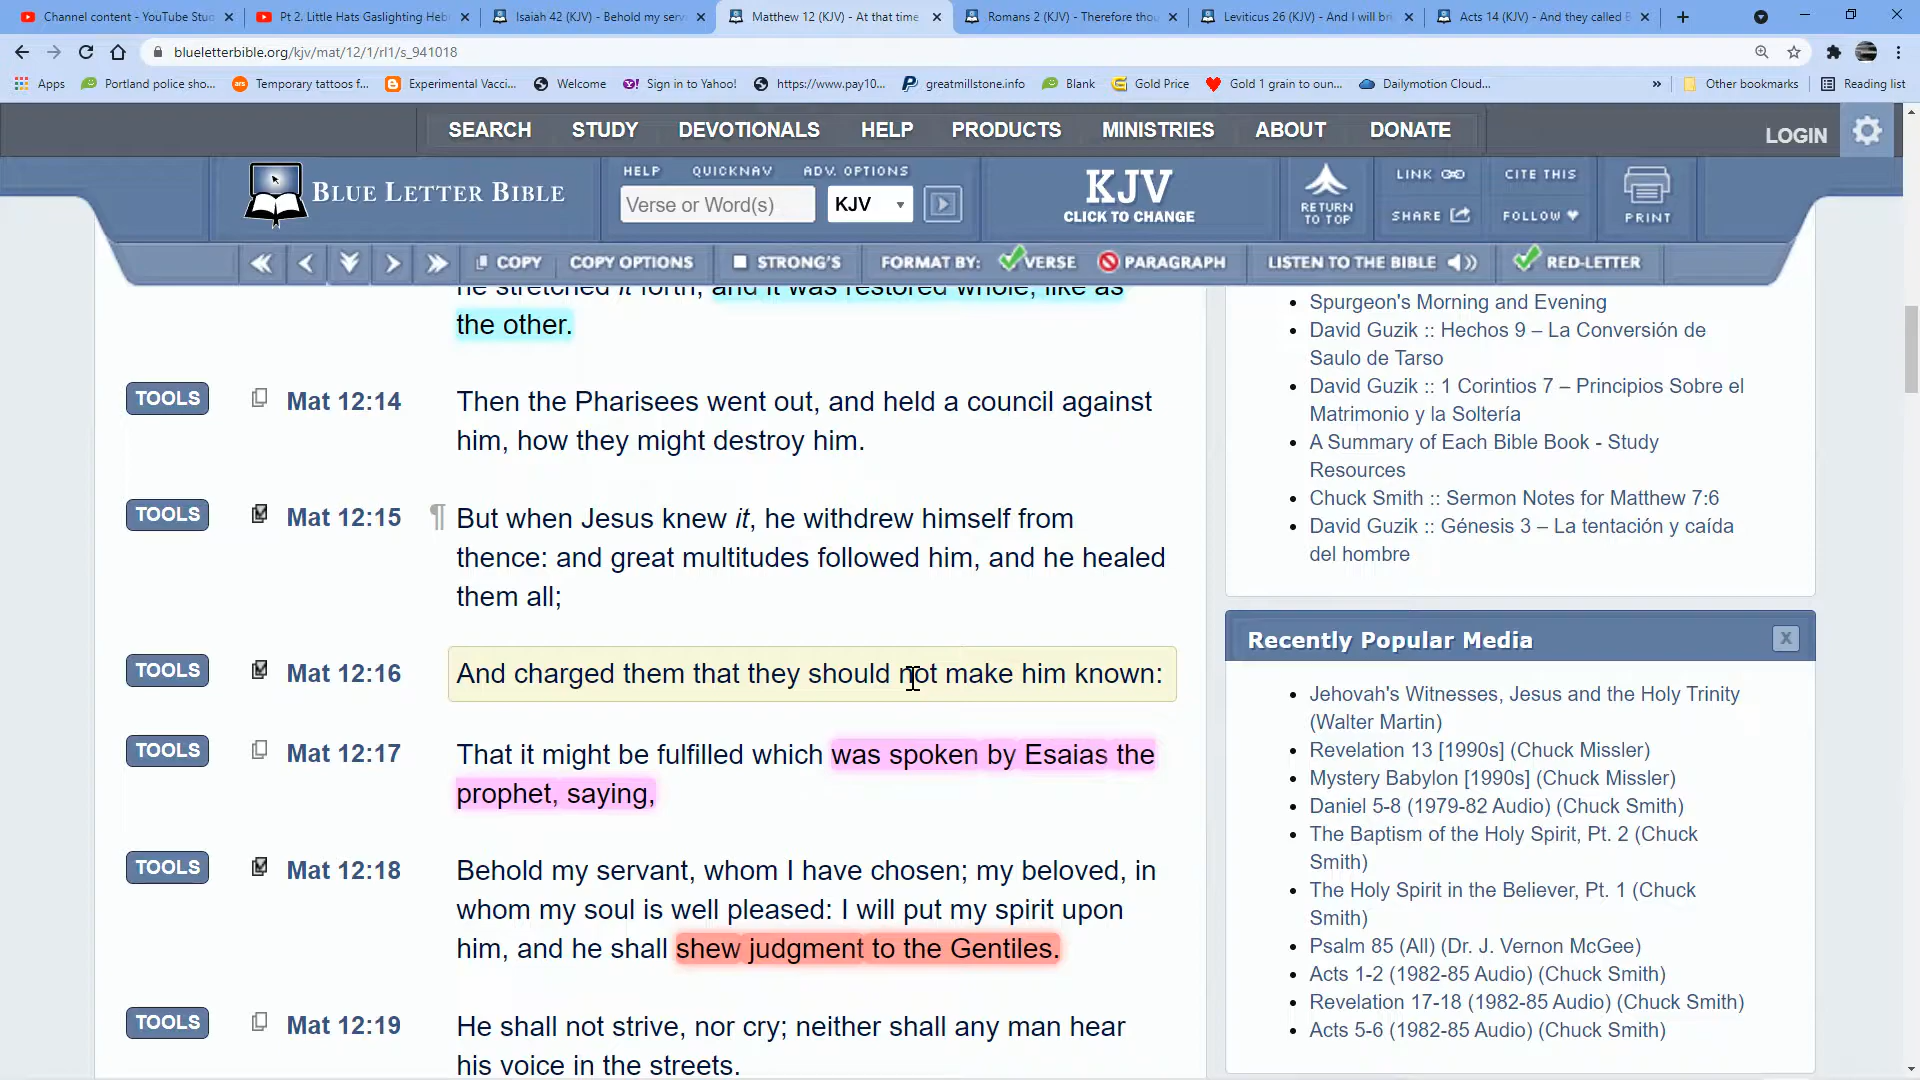 Channel content - YouTube Stu
Pt 2. Little Hats Gaslighting Heb
Isaiah 42 (KJV) - Behold my serv
Matthew 12 (KJV) - At that time
Romans 2 (KJV) - Therefore thou
Leviticus 26 (KJV) - And I will bri
Acts 14 (KJV) - And they called B
blueletterbible.org/kjv/mat/12/1/rl1/s_941018
Apps
Portland police sho...
ars
Temporary tattoos f...
Experimental Vacci...
Welcome
Sign in to Yahoo!
https://www.pay10...
greatmillstone.info
Blank
Gold Price
Gold 1 grain to oun...
Dailymotion Cloud...
»
Other bookmarks
Reading list
SEARCH STUDY DEVOTIONALS HELP PRODUCTS MINISTRIES ABOUT DONATE
LOGIN
BLUE LETTER BIBLE
HELP QUICKNAV ADV. OPTIONS
Verse or Word(s)
KJV
KJV
CLICK TO CHANGE
RETURN
TO TOP
LINK
SHARE
CITE THIS
FOLLOW
PRINT
COPY COPY OPTIONS STRONG'S FORMAT BY: VERSE PARAGRAPH LISTEN TO THE BIBLE RED-LETTER
he stretched it forth; and it was restored whole, like as
the other.
TOOLS Mat 12:14 Then the Pharisees went out, and held a council against
him, how they might destroy him.
TOOLS Mat 12:15 ¶ But when Jesus knew it, he withdrew himself from
thence: and great multitudes followed him, and he healed
them all;
TOOLS Mat 12:16 And charged them that they should not make him known:
TOOLS Mat 12:17 That it might be fulfilled which was spoken by Esaias the
prophet, saying,
TOOLS Mat 12:18 Behold my servant, whom I have chosen; my beloved, in
whom my soul is well pleased: I will put my spirit upon
him, and he shall shew judgment to the Gentiles.
TOOLS Mat 12:19 He shall not strive, nor cry; neither shall any man hear
his voice in the streets.
Spurgeon's Morning and Evening
David Guzik :: Hechos 9 – La Conversión de
Saulo de Tarso
David Guzik :: 1 Corintios 7 – Principios Sobre el
Matrimonio y la Soltería
A Summary of Each Bible Book - Study
Resources
Chuck Smith :: Sermon Notes for Matthew 7:6
David Guzik :: Génesis 3 – La tentación y caída
del hombre
Recently Popular Media
X
Jehovah's Witnesses, Jesus and the Holy Trinity
(Walter Martin)
Revelation 13 [1990s] (Chuck Missler)
Mystery Babylon [1990s] (Chuck Missler)
Daniel 5-8 (1979-82 Audio) (Chuck Smith)
The Baptism of the Holy Spirit, Pt. 2 (Chuck
Smith)
The Holy Spirit in the Believer, Pt. 1 (Chuck
Smith)
Psalm 85 (All) (Dr. J. Vernon McGee)
Acts 1-2 (1982-85 Audio) (Chuck Smith)
Revelation 17-18 (1982-85 Audio) (Chuck Smith)
Acts 5-6 (1982-85 Audio) (Chuck Smith)